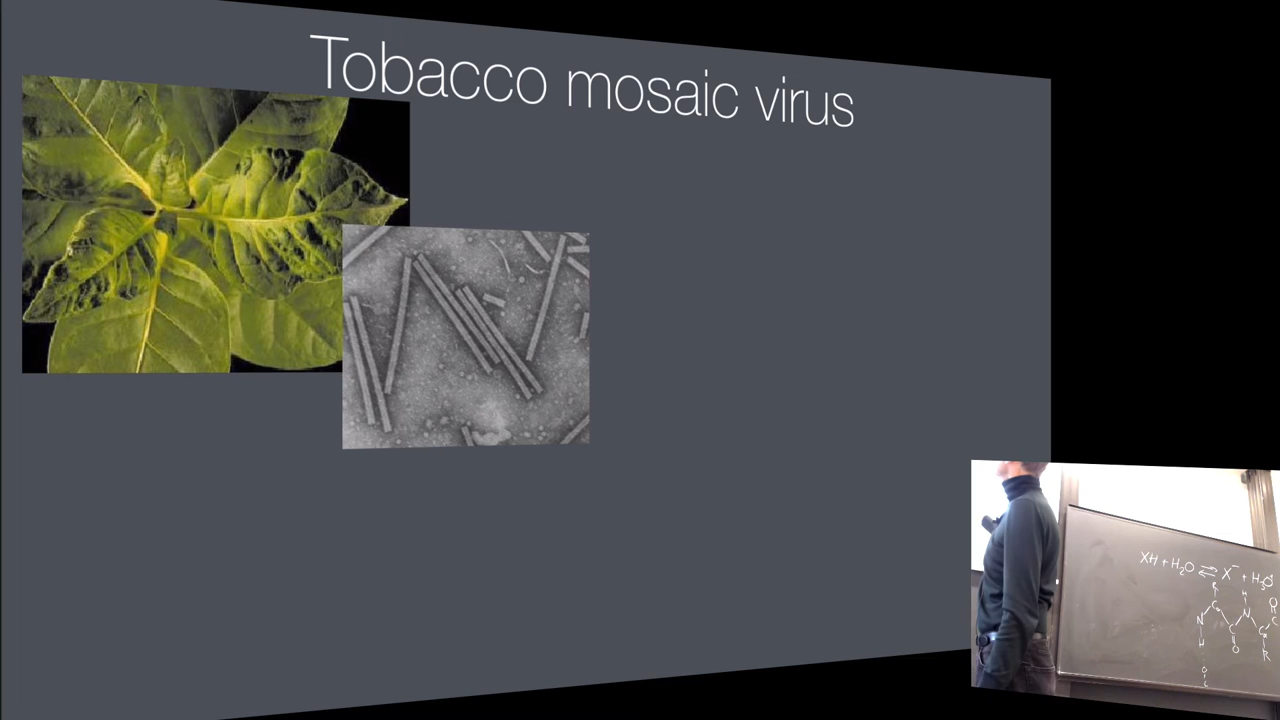 Tobacco mosaic virus
XH + H₂O ⇌ X⁻ + H₃O
H
N C N C
H O R